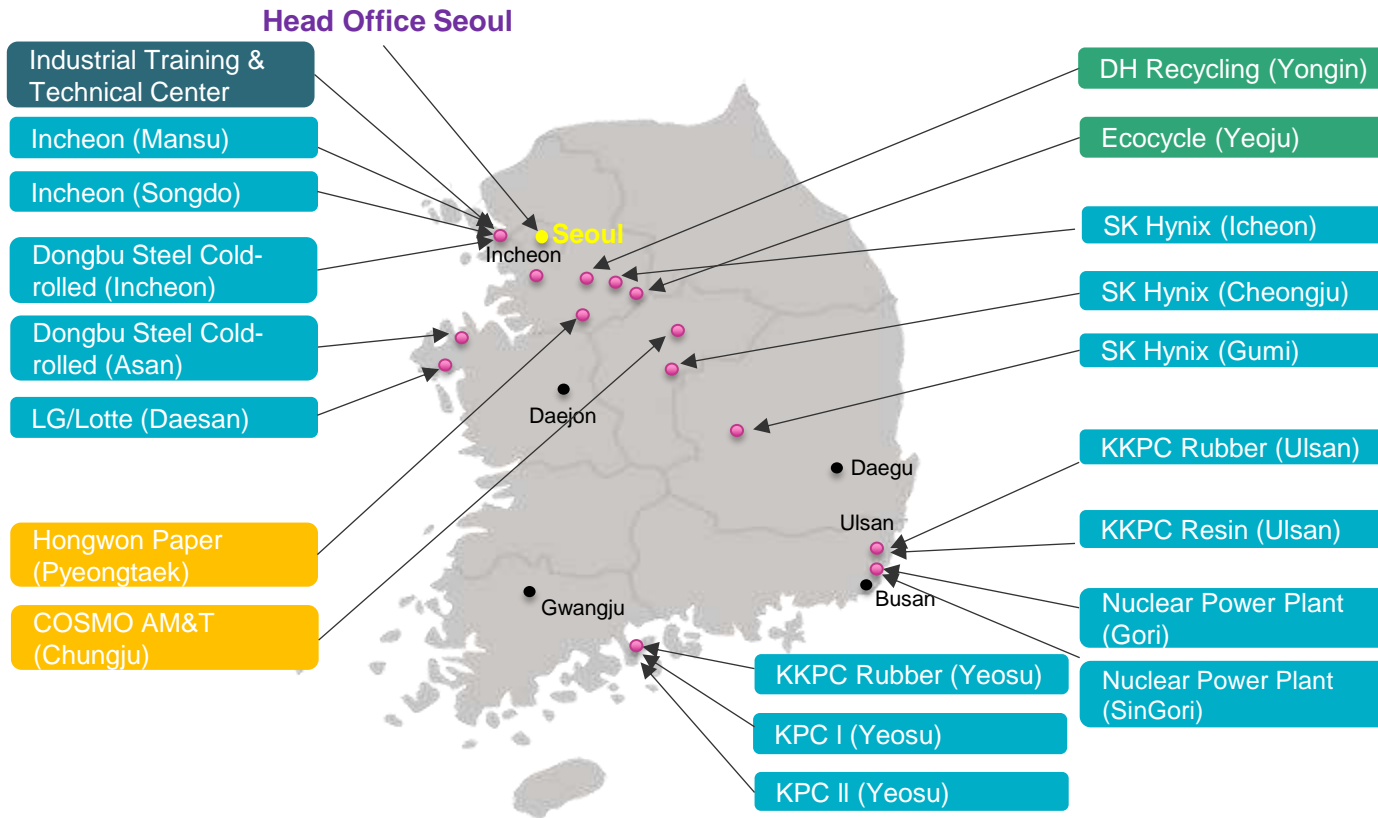 Head Office Seoul
Industrial Training &
Technical Center
Incheon (Mansu)
Incheon (Songdo)
Dongbu Steel Cold-
rolled (Incheon)
Dongbu Steel Cold-
rolled (Asan)
LG/Lotte (Daesan)
Hongwon Paper
(Pyeongtaek)
COSMO AM&T
(Chungju)
Seoul
Incheon
Daejon
Daegu
Ulsan
Busan
Gwangju
DH Recycling (Yongin)
Ecocycle (Yeoju)
SK Hynix (Icheon)
SK Hynix (Cheongju)
SK Hynix (Gumi)
KKPC Rubber (Ulsan)
KKPC Resin (Ulsan)
Nuclear Power Plant
(Gori)
Nuclear Power Plant
(SinGori)
KKPC Rubber (Yeosu)
KPC l (Yeosu)
KPC ll (Yeosu)